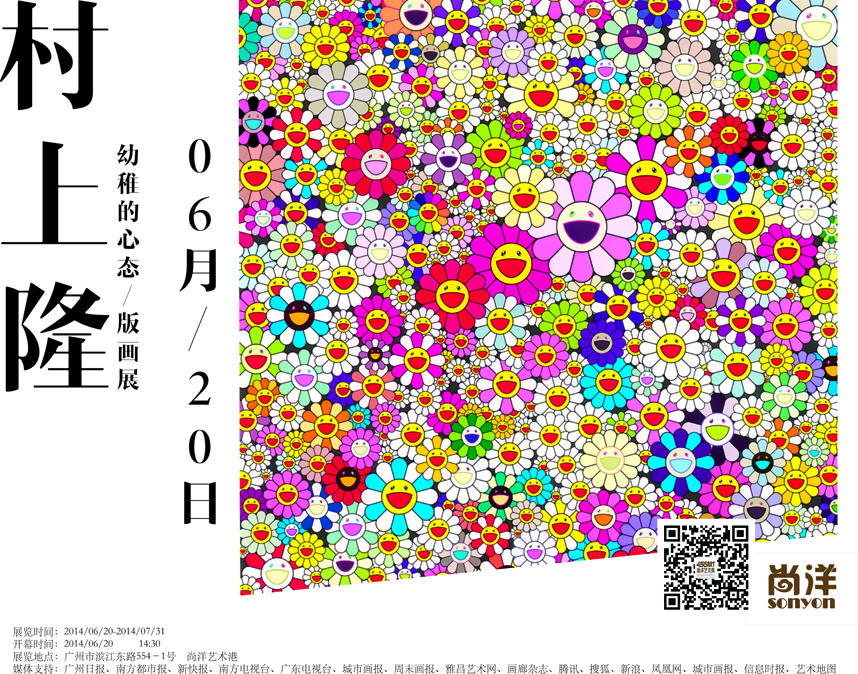 村上隆
幼稚的心态/版画展
06月/20日
尚洋
sonyon
展览时间：2014/06/20-2014/07/31
开幕时间：2014/06/20 14:30
展览地点：广州市滨江东路554-1号 尚洋艺术港
媒体支持：广州日报、南方都市报、新快报、南方电视台、广东电视台、城市画报、周末画报、雅昌艺术网、画廊杂志、腾讯、搜狐、新浪、凤凰网、城市画报、信息时报、艺术地图